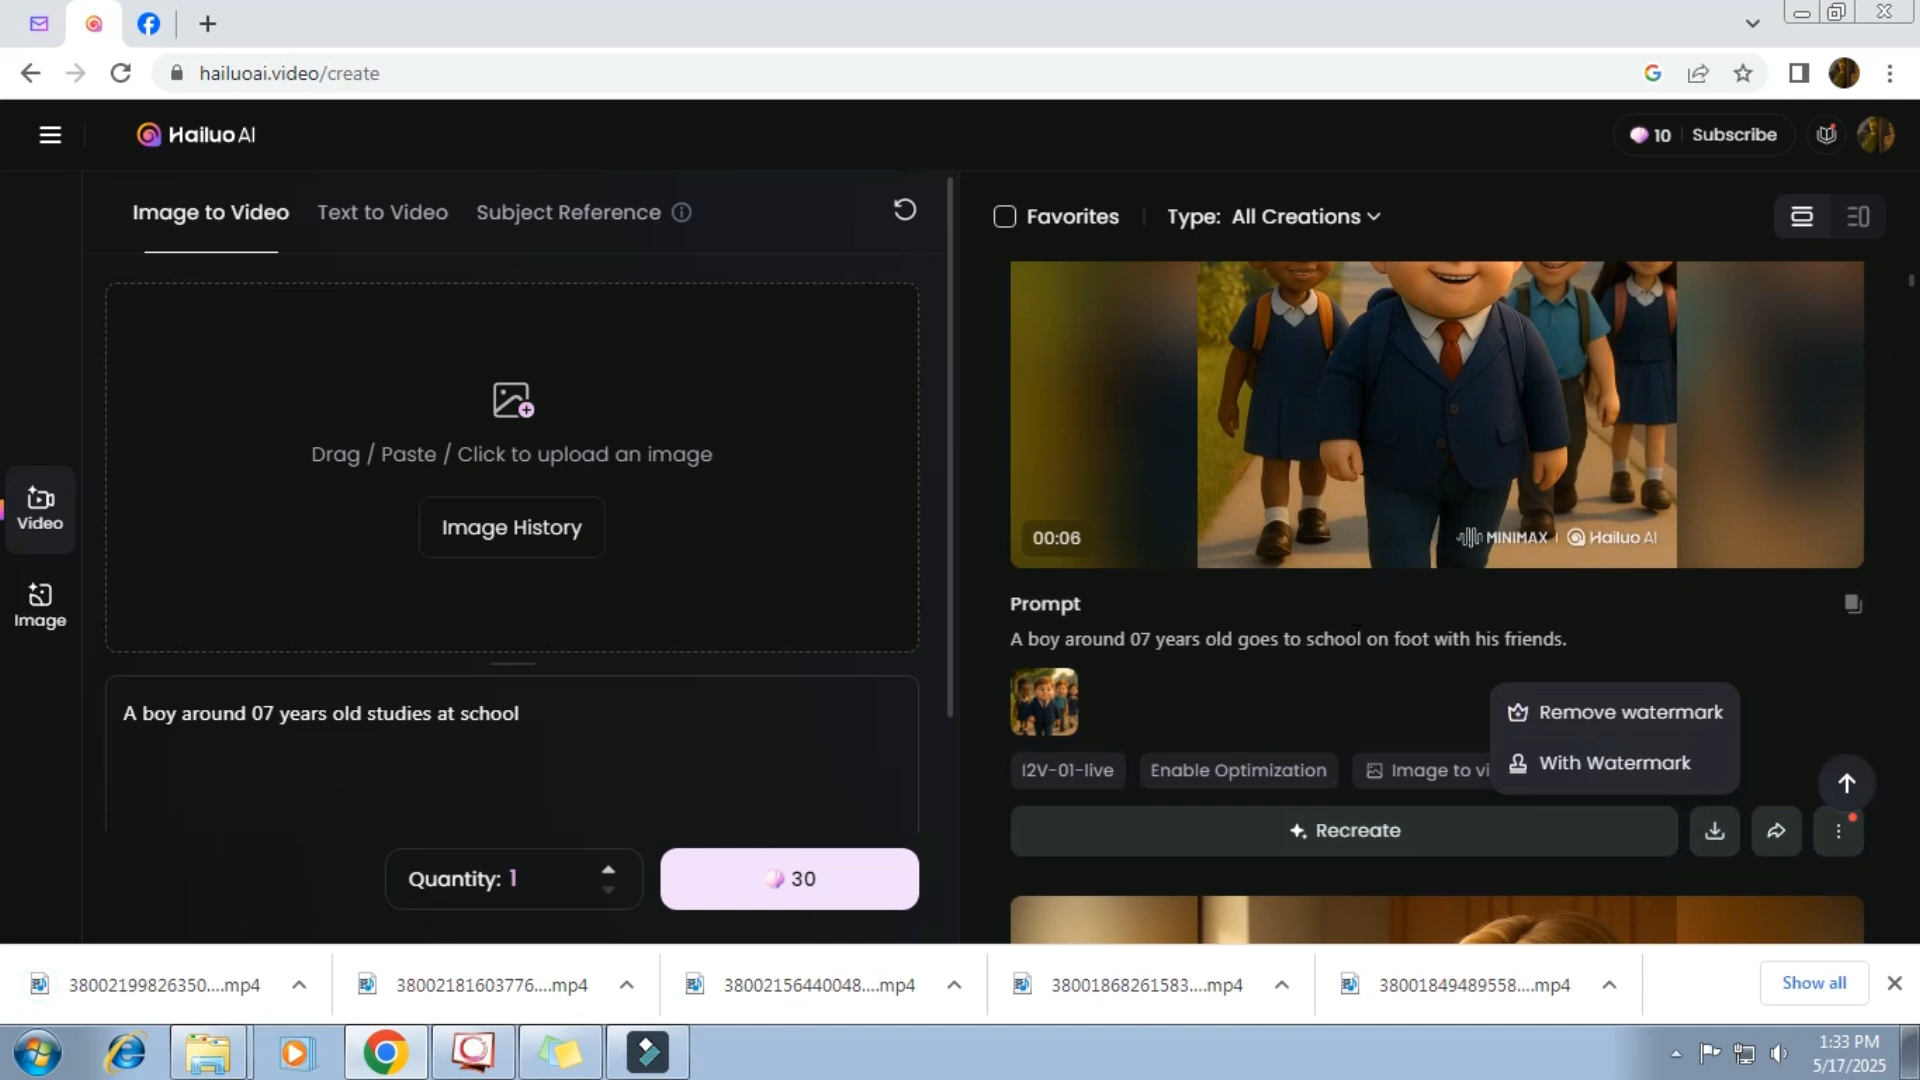 hailuoai.video/create
Hailuo AI
10 Subscribe
Image to Video Text to Video Subject Reference
Favorites Type: All Creations
Drag / Paste / Click to upload an image
Image History
Video
Image
00:06
MINIMAX | Hailuo AI
Prompt
A boy around 07 years old goes to school on foot with his friends.
A boy around 07 years old studies at school
Remove watermark
With Watermark
I2V-01-live Enable Optimization Image to vi
Recreate
Quantity: 1
30
38002199826350....mp4 38002181603776....mp4 38002156440048....mp4 38001868261583....mp4 38001849489558....mp4 Show all
1:33 PM
5/17/2025